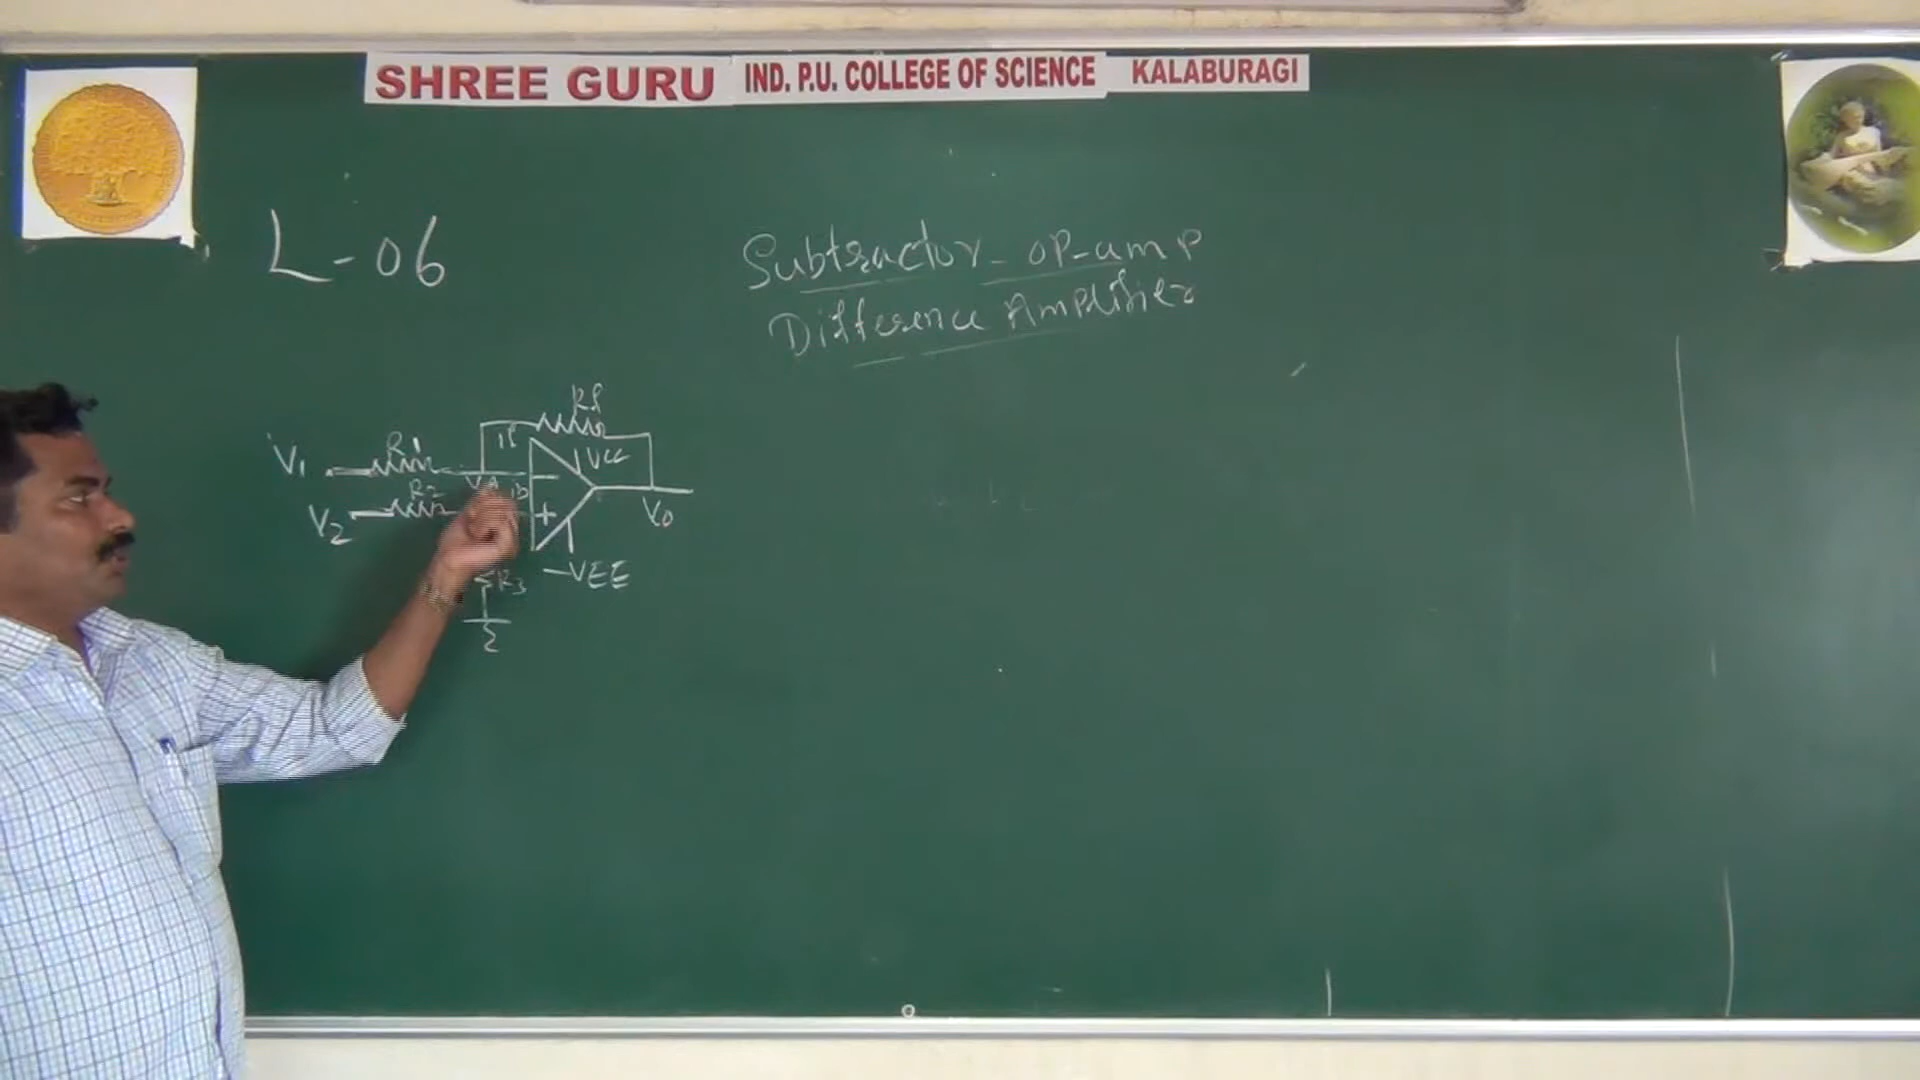 SHREE GURU IND. P.U. COLLEGE OF SCIENCE KALABURAGI
L-06
Subtractor - op-amp
Difference Amplifier
Rf
If
V1 R1 VCC
VA IB -
V2 R2 + V0
R3 -VEE